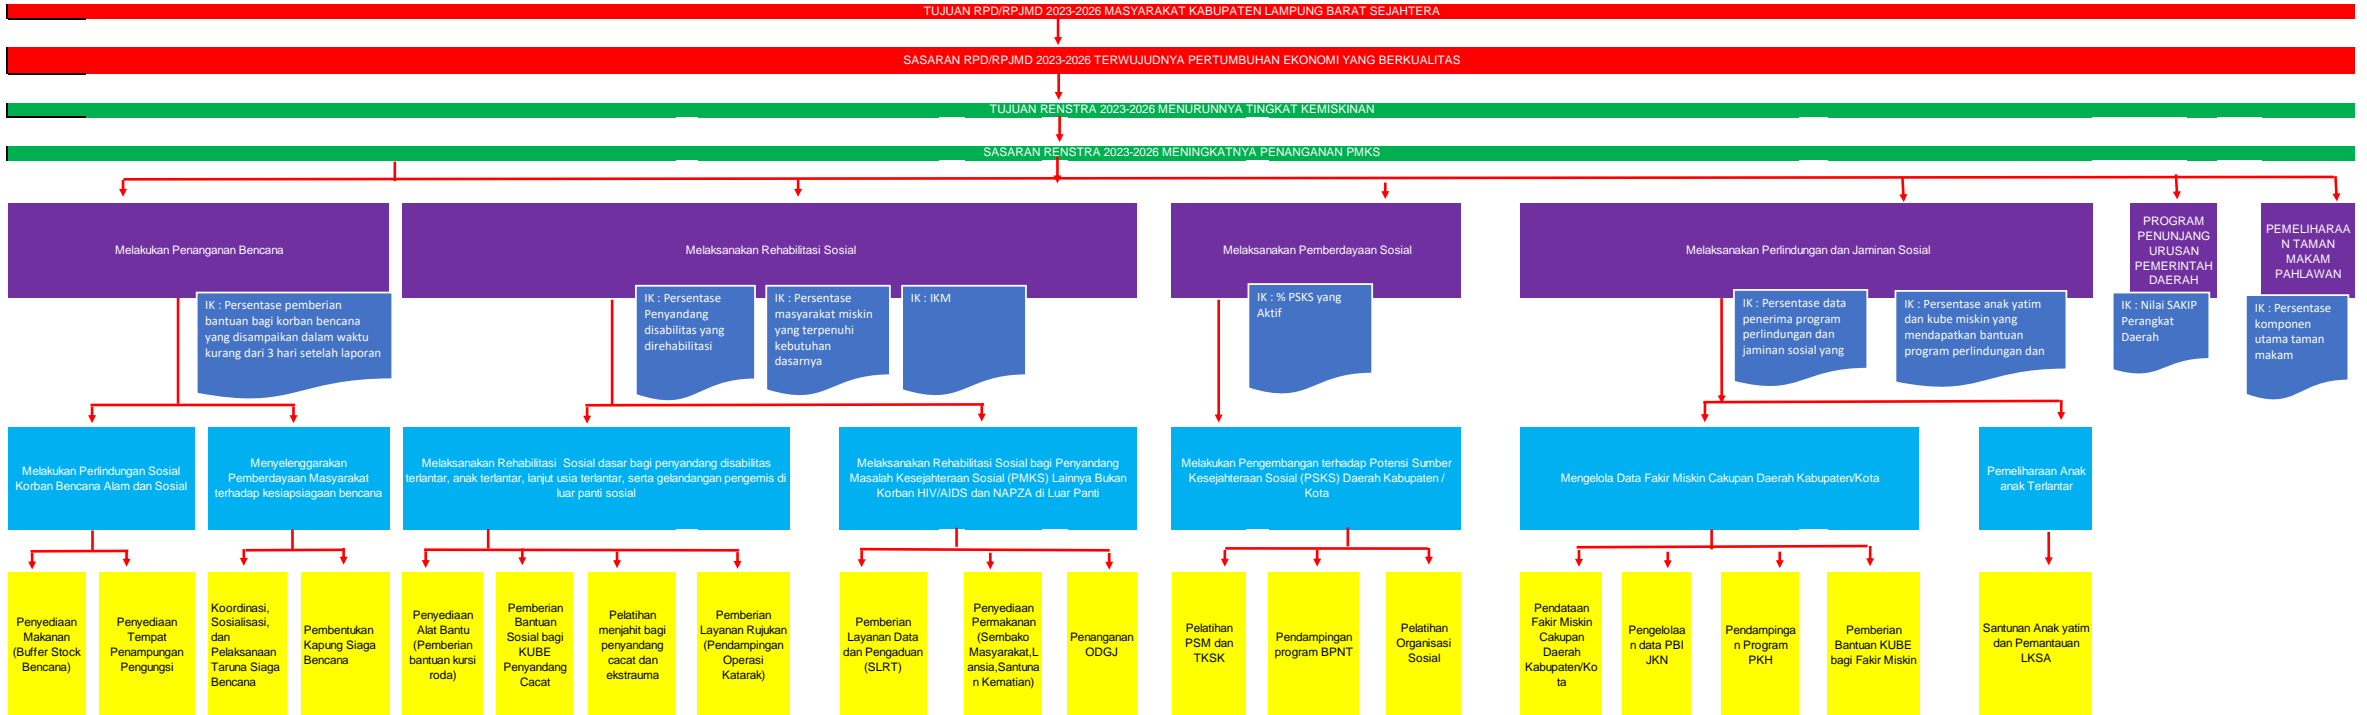 TUJUAN RPD/RPJMD 2023-2026 MASYARAKAT KABUPATEN LAMPUNG BARAT SEJAHTERA
SASARAN RPD/RPJMD 2023-2026 TERWUJUDNYA PERTUMBUHAN EKONOMI YANG BERKUALITAS
TUJUAN RENSTRA 2023-2026 MENURUNNYA TINGKAT KEMISKINAN
SASARAN RENSTRA 2023-2026 MENINGKATNYA PENANGANAN PMKS
Melakukan Penanganan Bencana
Melaksanakan Rehabilitasi Sosial
Melaksanakan Pemberdayaan Sosial
Melaksanakan Perlindungan dan Jaminan Sosial
PROGRAM
PENUNJANG
URUSAN
PEMERINTAH
DAERAH
PEMELIHARAA
N TAMAN
MAKAM
PAHLAWAN
IK : Persentase pemberian
bantuan bagi korban bencana
yang disampaikan dalam waktu
kurang dari 3 hari setelah laporan
IK : Persentase
Penyandang
disabilitas yang
direhabilitasi
IK : Persentase
masyarakat miskin
yang terpenuhi
kebutuhan
dasarnya
IK : IKM
IK : % PSKS yang
Aktif
IK : Persentase data
penerima program
perlindungan dan
jaminan sosial yang
IK : Persentase anak yatim
dan kube miskin yang
mendapatkan bantuan
program perlindungan dan
IK : Nilai SAKIP
Perangkat
Daerah
IK : Persentase
komponen
utama taman
makam
Melakukan Perlindungan Sosial
Korban Bencana Alam dan Sosial
Menyelenggarakan
Pemberdayaan Masyarakat
terhadap kesiapsiagaan bencana
Melaksanakan Rehabilitasi  Sosial dasar bagi penyandang disabilitas
terlantar, anak terlantar, lanjut usia terlantar, serta gelandangan pengemis di
luar panti sosial
Melaksanakan Rehabilitasi Sosial bagi Penyandang
Masalah Kesejahteraan Sosial (PMKS) Lainnya Bukan
Korban HIV/AIDS dan NAPZA di Luar Panti
Melakukan Pengembangan terhadap Potensi Sumber
Kesejahteraan Sosial (PSKS) Daerah Kabupaten /
Kota
Mengelola Data Fakir Miskin Cakupan Daerah Kabupaten/Kota
Pemeliharaan Anak
anak Terlantar
Penyediaan
Makanan
(Buffer Stock
Bencana)
Penyediaan
Tempat
Penampungan
Pengungsi
Koordinasi,
Sosialisasi,
dan
Pelaksanaan
Taruna Siaga
Bencana
Pembentukan
Kapung Siaga
Bencana
Penyediaan
Alat Bantu
(Pemberian
bantuan kursi
roda)
Pemberian
Bantuan
Sosial bagi
KUBE
Penyandang
Cacat
Pelatihan
menjahit bagi
penyandang
cacat dan
ekstrauma
Pemberian
Layanan Rujukan
(Pendampingan
Operasi
Katarak)
Pemberian
Layanan Data
dan Pengaduan
(SLRT)
Penyediaan
Permakanan
(Sembako
Masyarakat,L
ansia,Santuna
n Kematian)
Penanganan
ODGJ
Pelatihan
PSM dan
TKSK
Pendampingan
program BPNT
Pelatihan
Organisasi
Sosial
Pendataan
Fakir Miskin
Cakupan
Daerah
Kabupaten/Ko
ta
Pengelolaa
n data PBI
JKN
Pendampinga
n Program
PKH
Pemberian
Bantuan KUBE
bagi Fakir Miskin
Santunan Anak yatim
dan Pemantauan
LKSA